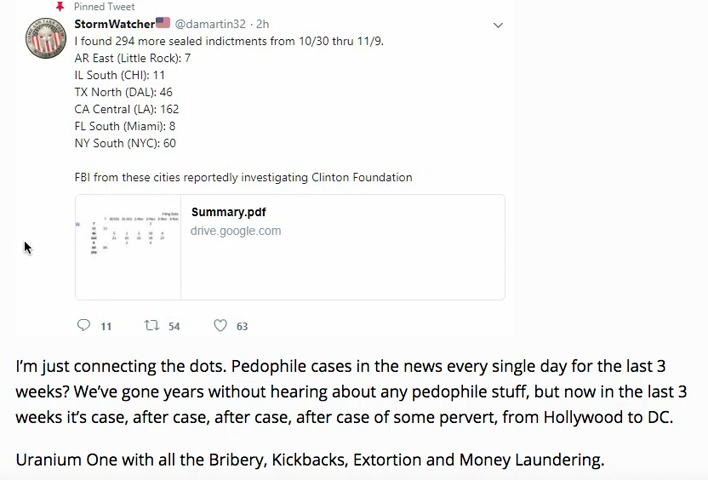 Pinned Tweet
StormWatcher🇺🇸 @damartin32 · 2h
I found 294 more sealed indictments from 10/30 thru 11/9.
AR East (Little Rock): 7
IL South (CHI): 11
TX North (DAL): 46
CA Central (LA): 162
FL South (Miami): 8
NY South (NYC): 60
FBI from these cities reportedly investigating Clinton Foundation
Summary.pdf
drive.google.com
11 54 63
I'm just connecting the dots. Pedophile cases in the news every single day for the last 3
weeks? We've gone years without hearing about any pedophile stuff, but now in the last 3
weeks it's case, after case, after case, after case of some pervert, from Hollywood to DC.
Uranium One with all the Bribery, Kickbacks, Extortion and Money Laundering.